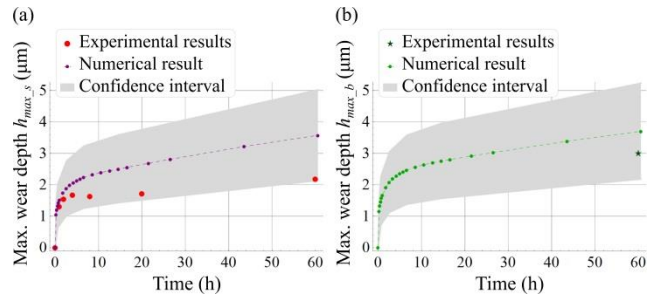 (a)
Experimental results
Numerical result
Confidence interval
Max. wear depth h_max_s (μm)
5
4
3
2
1
0
0 10 20 30 40 50 60
Time (h)
(b)
Experimental results
Numerical result
Confidence interval
Max. wear depth h_max_b (μm)
5
4
3
2
1
0
0 10 20 30 40 50 60
Time (h)